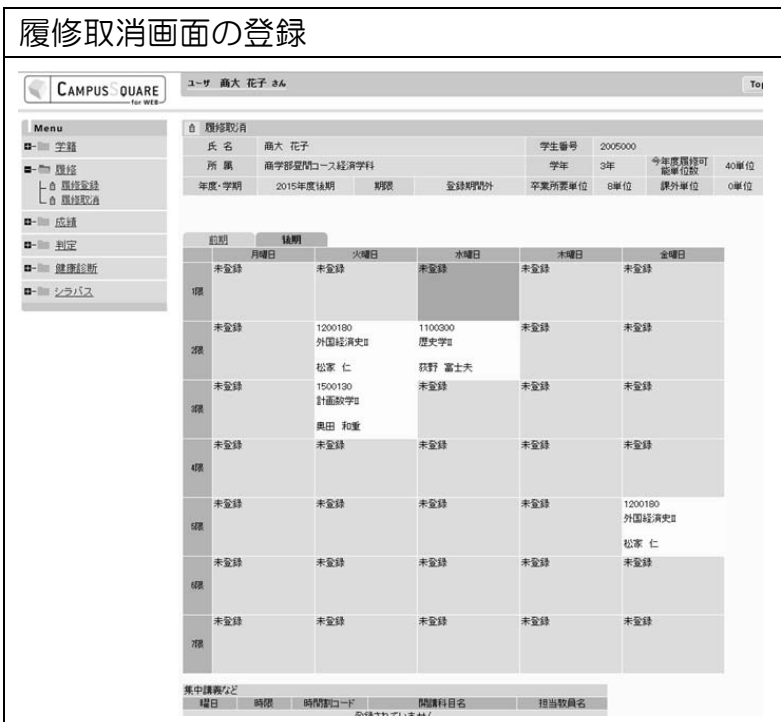 履修取消画面の登録
CAMPUSSQUARE
for WEB
ユーザ 商大 花子 さん
Menu
学籍
履修
履修登録
履修取消
成績
判定
健康診断
シラバス
履修取消
氏 名 商大 花子 学生番号 2005000
所 属 商学部昼間コース経済学科 学年 3年 今年度履修可能単位数 40単位
年度・学期 2015年度後期 期限 登録期間外 卒業所要単位 8単位 課外単位 0単位
前期 後期
月曜日 火曜日 水曜日 木曜日 金曜日
1限 未登録 未登録 未登録 未登録 未登録
2限 未登録 1200180 1100300 未登録 未登録
外国経済史Ⅱ 歴史学Ⅱ
松家 仁 荻野 富士夫
3限 未登録 1500130 未登録 未登録 未登録
計画数学Ⅱ
奥田 和重
4限 未登録 未登録 未登録 未登録 未登録
5限 未登録 未登録 未登録 未登録 1200180
外国経済史Ⅱ
松家 仁
6限 未登録 未登録 未登録 未登録 未登録
7限 未登録 未登録 未登録 未登録 未登録
集中講義など
曜日 時限 時間割コード 開講科目名 担当教員名